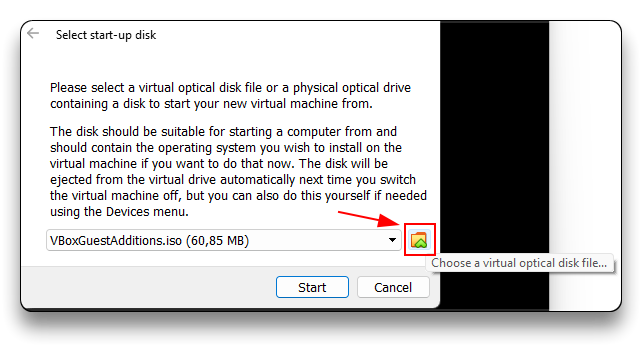 Select start-up disk
Please select a virtual optical disk file or a physical optical drive
containing a disk to start your new virtual machine from.
The disk should be suitable for starting a computer from and
should contain the operating system you wish to install on the
virtual machine if you want to do that now. The disk will be
ejected from the virtual drive automatically next time you switch
the virtual machine off, but you can also do this yourself if needed
using the Devices menu.
VBoxGuestAdditions.iso (60,85 MB)
Choose a virtual optical disk file...
Start
Cancel